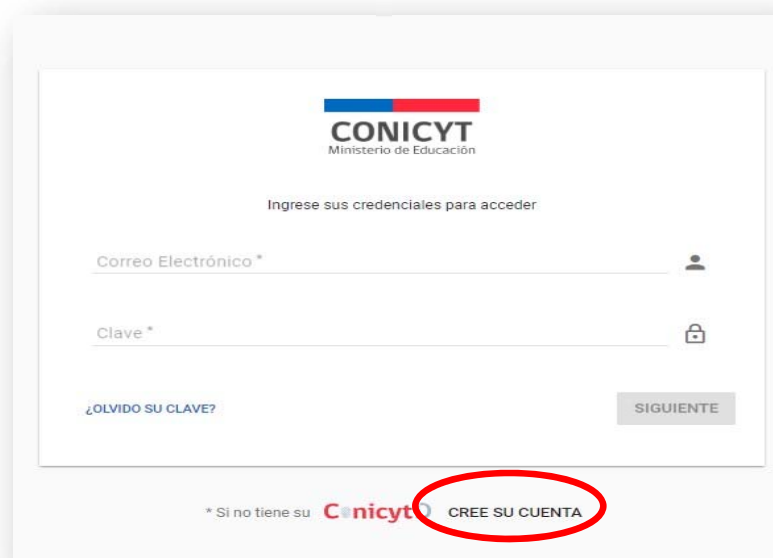 CONICYT
Ministerio de Educación
Ingrese sus credenciales para acceder
Correo Electrónico *
Clave *
¿OLVIDO SU CLAVE?
SIGUIENTE
* Si no tiene su Conicyt CREE SU CUENTA